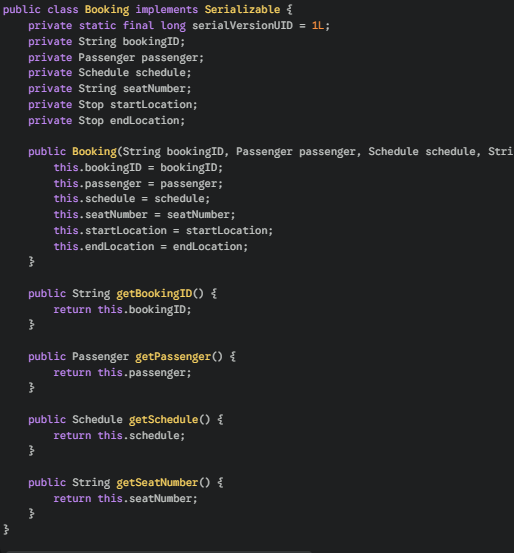 public class Booking implements Serializable {
    private static final long serialVersionUID = 1L;
    private String bookingID;
    private Passenger passenger;
    private Schedule schedule;
    private String seatNumber;
    private Stop startLocation;
    private Stop endLocation;

    public Booking(String bookingID, Passenger passenger, Schedule schedule, Stri
        this.bookingID = bookingID;
        this.passenger = passenger;
        this.schedule = schedule;
        this.seatNumber = seatNumber;
        this.startLocation = startLocation;
        this.endLocation = endLocation;
    }

    public String getBookingID() {
        return this.bookingID;
    }

    public Passenger getPassenger() {
        return this.passenger;
    }

    public Schedule getSchedule() {
        return this.schedule;
    }

    public String getSeatNumber() {
        return this.seatNumber;
    }
}